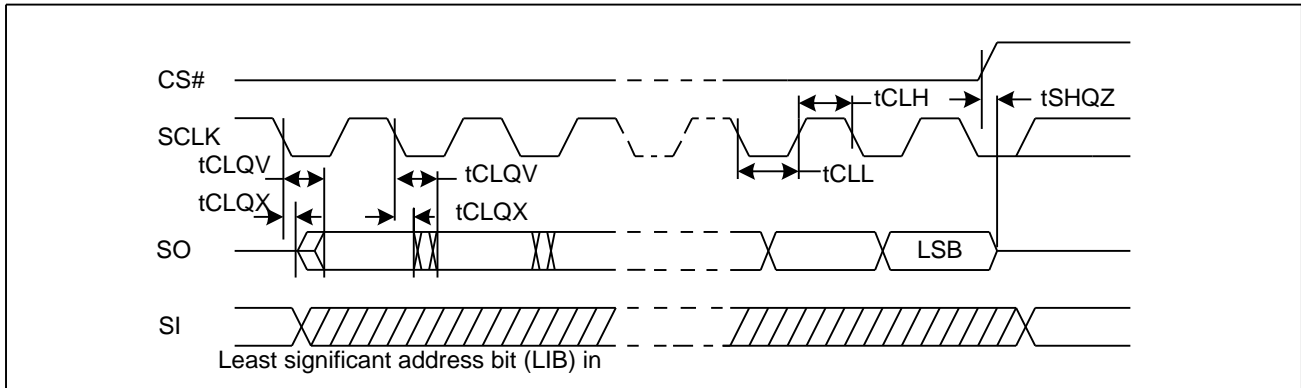 CS#
tCLH
tSHQZ
SCLK
tCLQV
tCLQV
tCLL
tCLQX
tCLQX
SO
LSB
SI
Least significant address bit (LIB) in